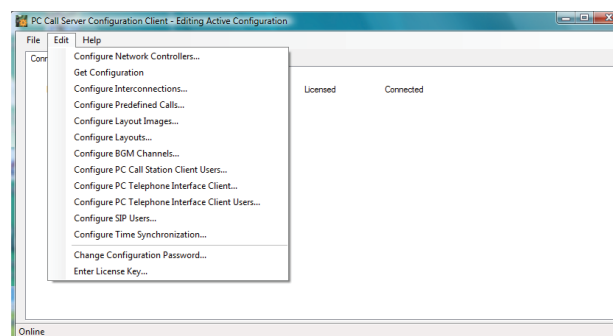 PC Call Server Configuration Client - Editing Active Configuration
File Edit Help
Conn
Licensed Connected
Configure Network Controllers...
Get Configuration
Configure Interconnections...
Configure Predefined Calls...
Configure Layout Images...
Configure Layouts...
Configure BGM Channels...
Configure PC Call Station Client Users...
Configure PC Telephone Interface Client...
Configure PC Telephone Interface Client Users...
Configure SIP Users...
Configure Time Synchronization...
Change Configuration Password...
Enter License Key...
Online